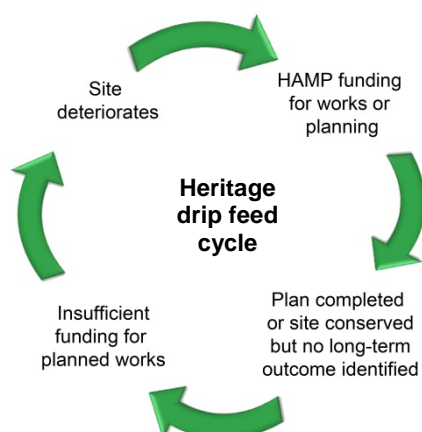 Site
deteriorates
HAMP funding
for works or
planning
Heritage
drip feed
cycle
Plan completed
or site conserved
but no long-term
outcome identified
Insufficient
funding for
planned works